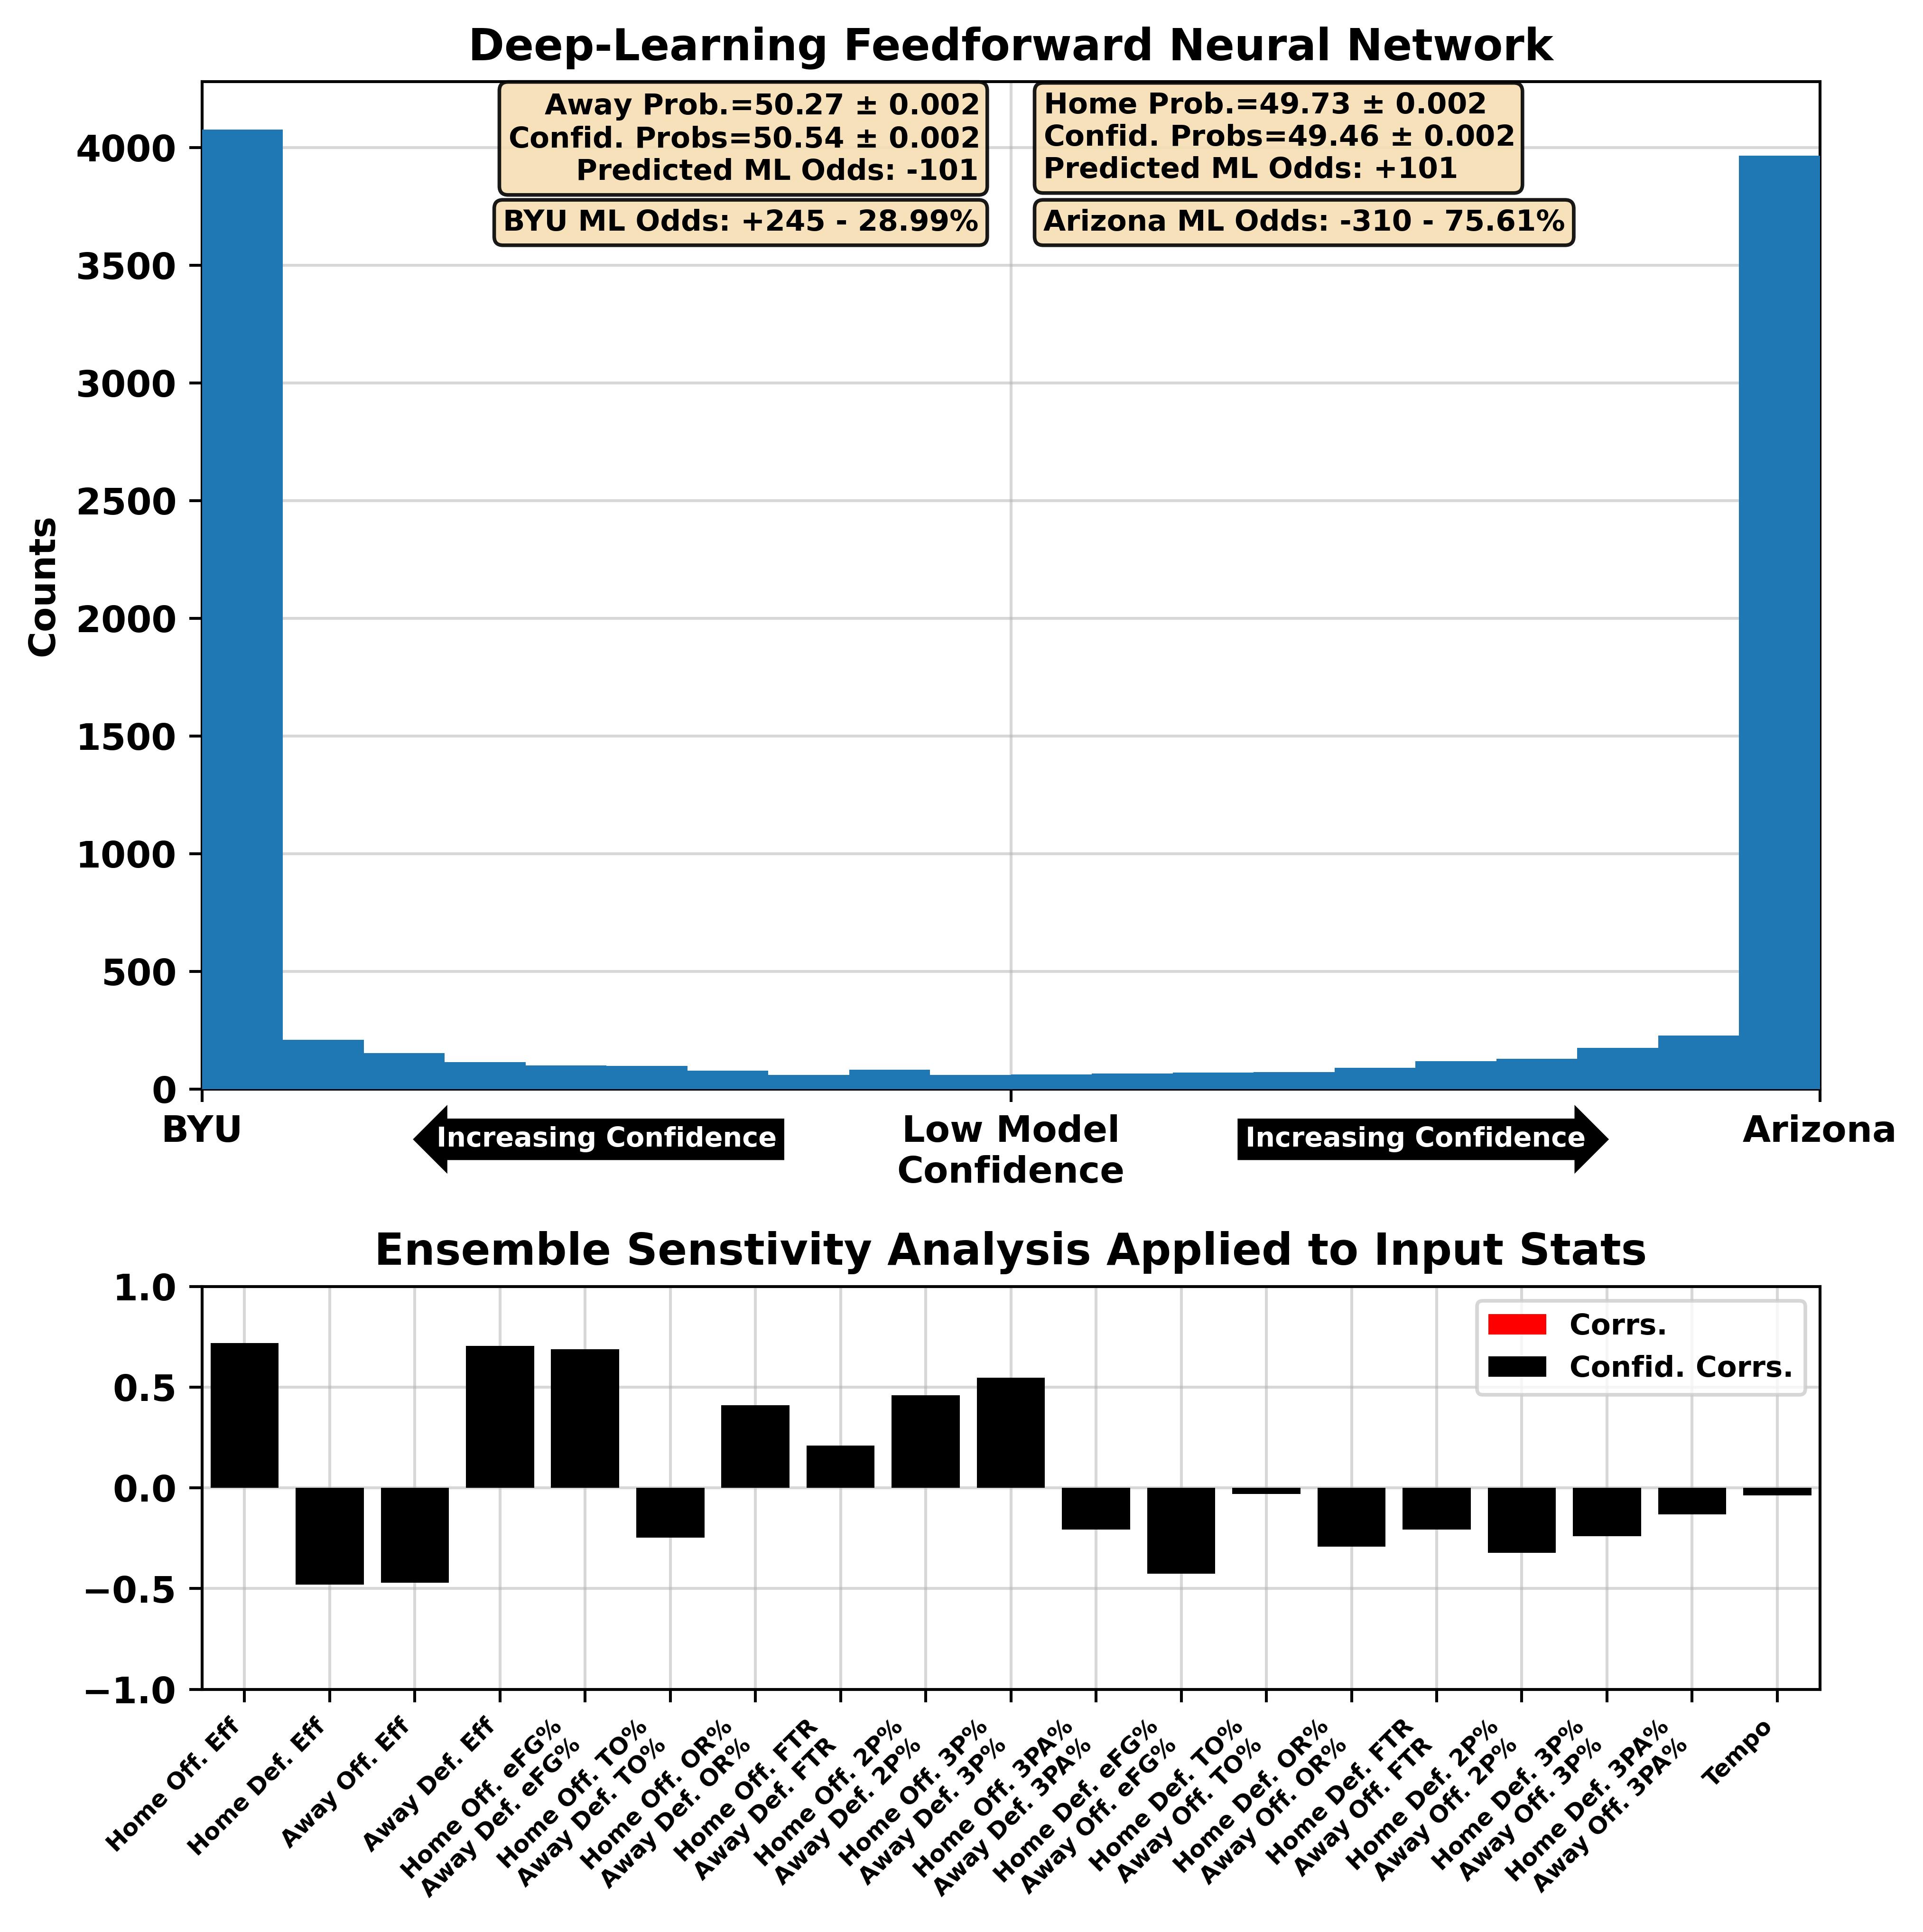 Deep-Learning Feedforward Neural Network
Away Prob.=50.27 ± 0.002
Confid. Probs=50.54 ± 0.002
Predicted ML Odds: -101
Home Prob.=49.73 ± 0.002
Confid. Probs=49.46 ± 0.002
Predicted ML Odds: +101
BYU ML Odds: +245 - 28.99%
Arizona ML Odds: -310 - 75.61%
Counts
4000
3500
3000
2500
2000
1500
1000
500
0
BYU
Increasing Confidence
Low Model
Confidence
Increasing Confidence
Arizona
Ensemble Senstivity Analysis Applied to Input Stats
1.0
0.5
0.0
−0.5
−1.0
Corrs.
Confid. Corrs.
Home Off. Eff
Home Def. Eff
Away Off. Eff
Away Def. Eff
Home Off. eFG%
Away Def. eFG%
Home Off. TO%
Away Def. TO%
Home Off. OR%
Away Def. OR%
Home Off. FTR
Away Def. FTR
Home Off. 2P%
Away Def. 2P%
Home Off. 3P%
Away Def. 3P%
Home Off. 3PA%
Away Def. 3PA%
Home Def. eFG%
Away Off. eFG%
Home Def. TO%
Away Off. TO%
Home Def. OR%
Away Off. OR%
Home Def. FTR
Away Off. FTR
Home Def. 2P%
Away Off. 2P%
Home Def. 3P%
Away Off. 3P%
Home Def. 3PA%
Away Off. 3PA%
Tempo